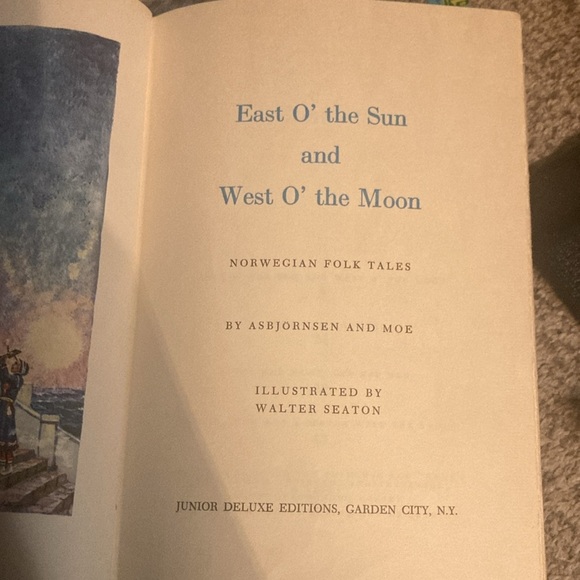 East O' the Sun
and
West O' the Moon
NORWEGIAN FOLK TALES
BY ASBJORNSEN AND MOE
ILLUSTRATED BY
WALTER SEATON
JUNIOR DELUXE EDITIONS, GARDEN CITY, N.Y.